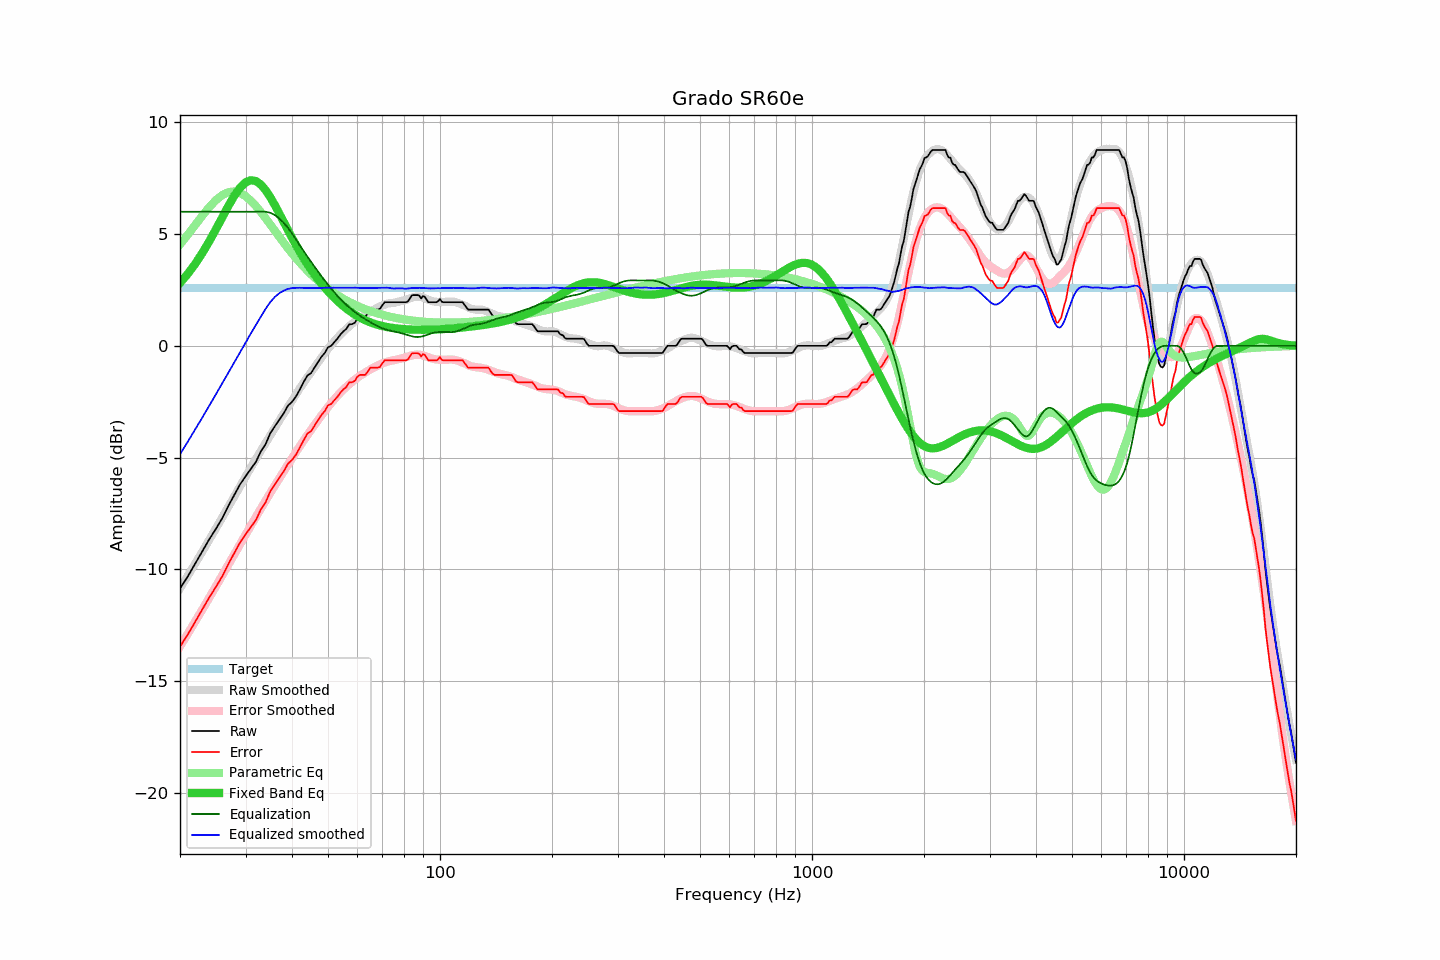 Grado SR60e
10
5
0
−5
−10
−15
−20
Amplitude (dBr)
Target
Raw Smoothed
Error Smoothed
Raw
Error
Parametric Eq
Fixed Band Eq
Equalization
Equalized smoothed
100
1000
10000
Frequency (Hz)